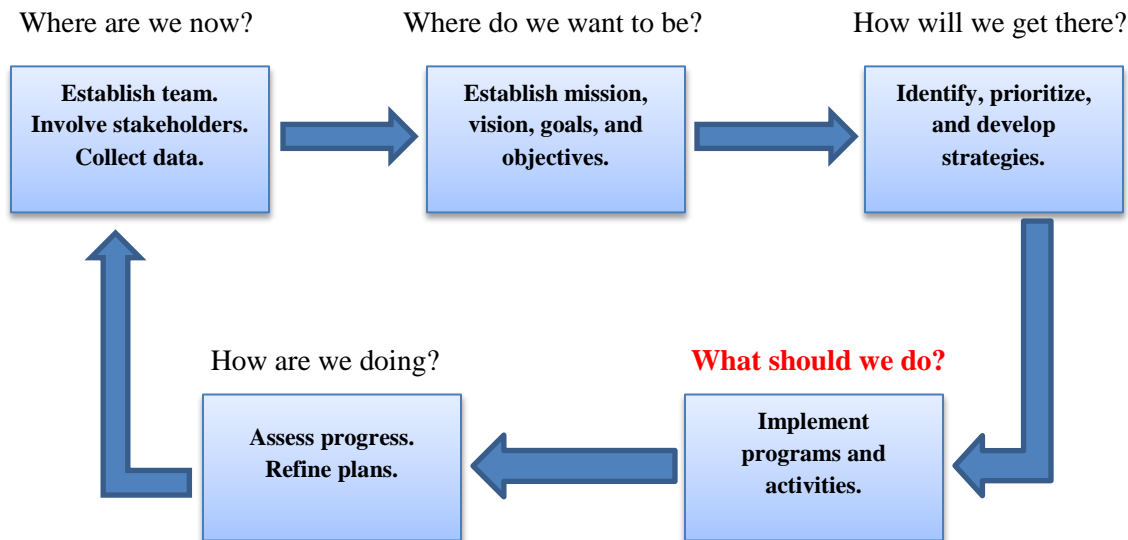 Where are we now?
Where do we want to be?
How will we get there?
Establish team.
Involve stakeholders.
Collect data.
Establish mission,
vision, goals, and
objectives.
Identify, prioritize,
and develop
strategies.
How are we doing?
What should we do?
Assess progress.
Refine plans.
Implement
programs and
activities.